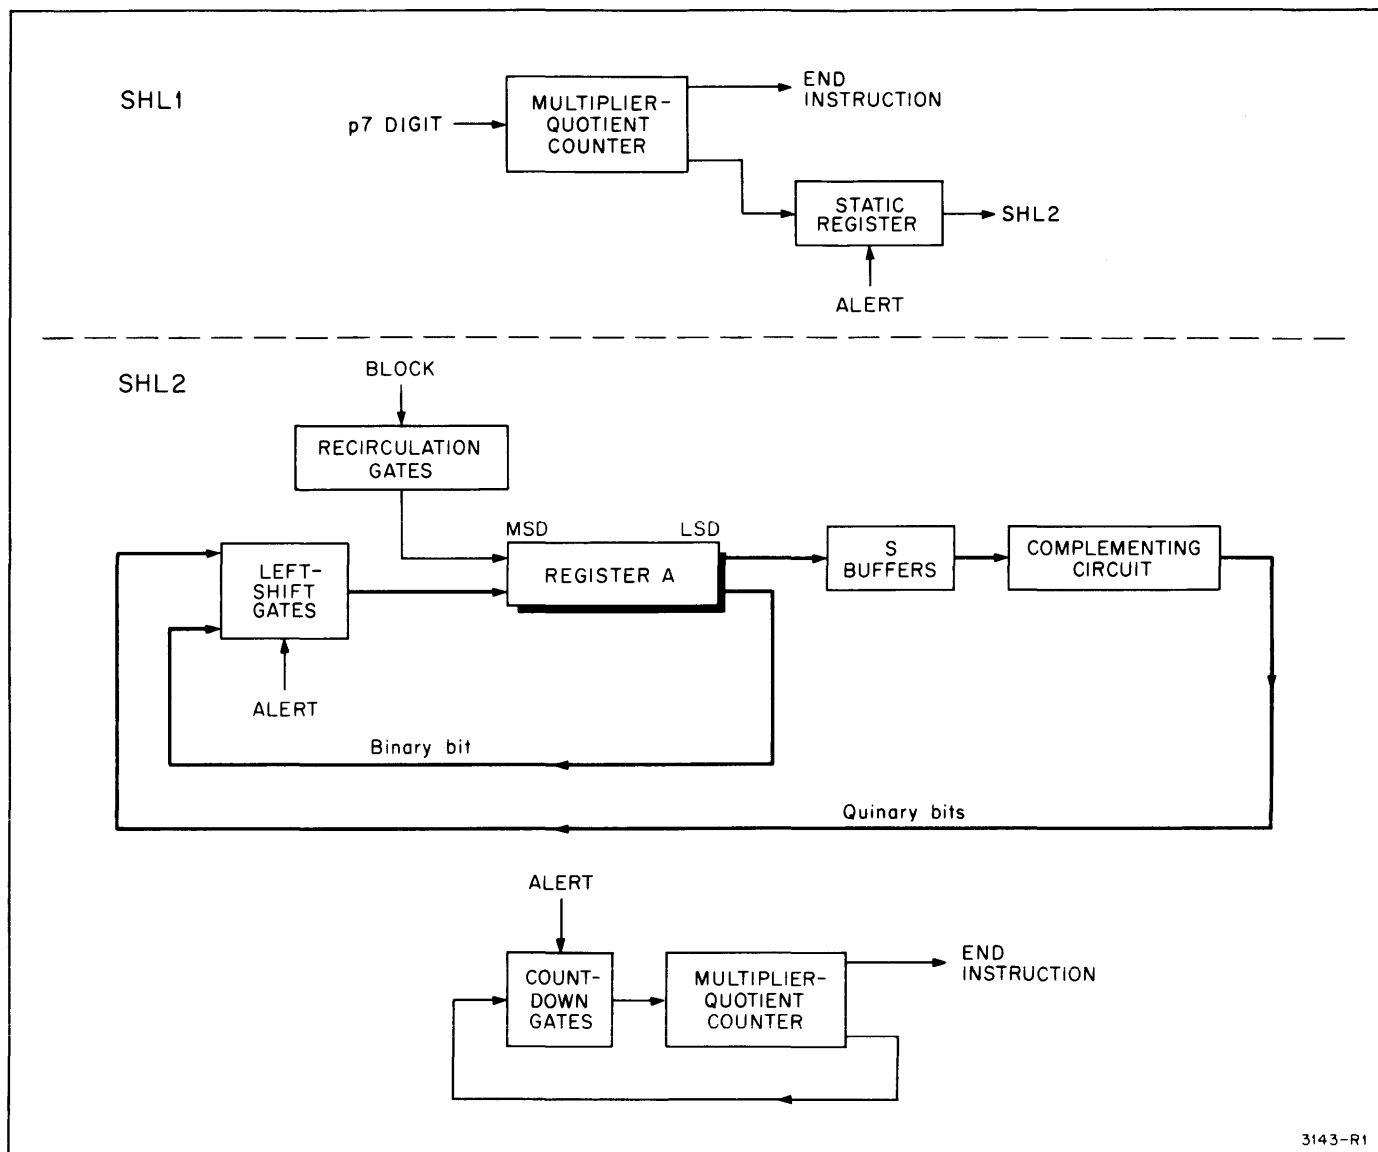 SHL1
p7 DIGIT
MULTIPLIER-
QUOTIENT
COUNTER
END
INSTRUCTION
STATIC
REGISTER
SHL2
ALERT
SHL2
BLOCK
RECIRCULATION
GATES
MSD
LSD
LEFT-
SHIFT
GATES
REGISTER A
S
BUFFERS
COMPLEMENTING
CIRCUIT
ALERT
Binary bit
Quinary bits
ALERT
COUNT-
DOWN
GATES
MULTIPLIER-
QUOTIENT
COUNTER
END
INSTRUCTION
3143-R1